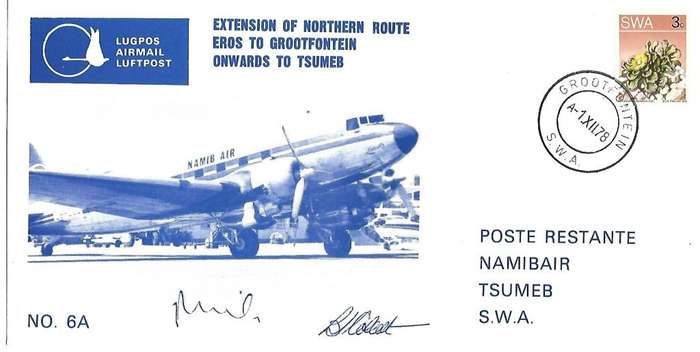 LUGPOS
AIRMAIL
LUFTPOST
EXTENSION OF NORTHERN ROUTE
EROS TO GROOTFONTEIN
ONWARDS TO TSUMEB
SWA 3c
GROOTFONTEIN
A-1.XII.78
S.W.A.
NAMIB AIR
POSTE RESTANTE
NAMIBAIR
TSUMEB
S.W.A.
NO. 6A